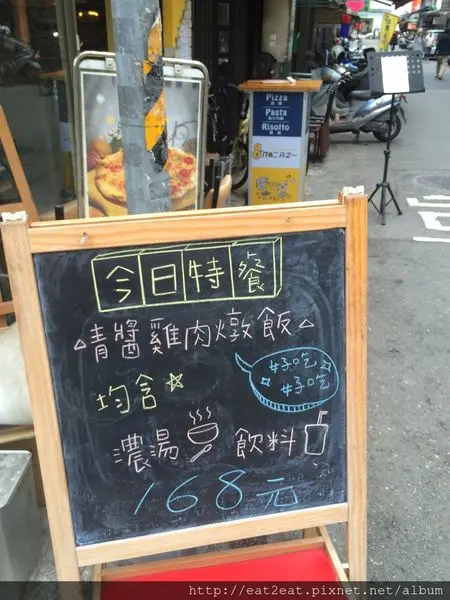 Pizza
Pasta
Risotto
今日特餐
青醬雞肉燉飯
#好吃
#好吃
均含
濃湯 飲料
168元
http://eat2eat.pixnet.net/album